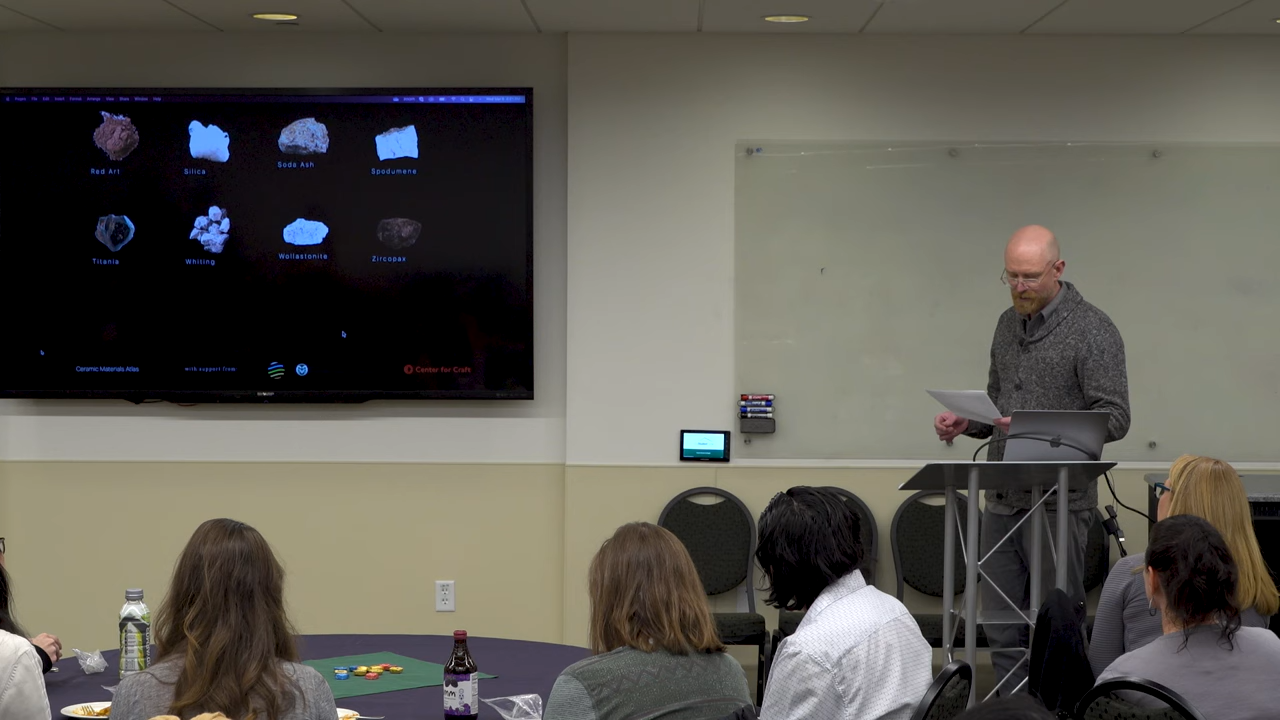 Red Art
Silica
Soda Ash
Spodumene
Titania
Whiting
Wollastonite
Zircopax
Ceramic Materials Atlas
with support from
Center for Craft